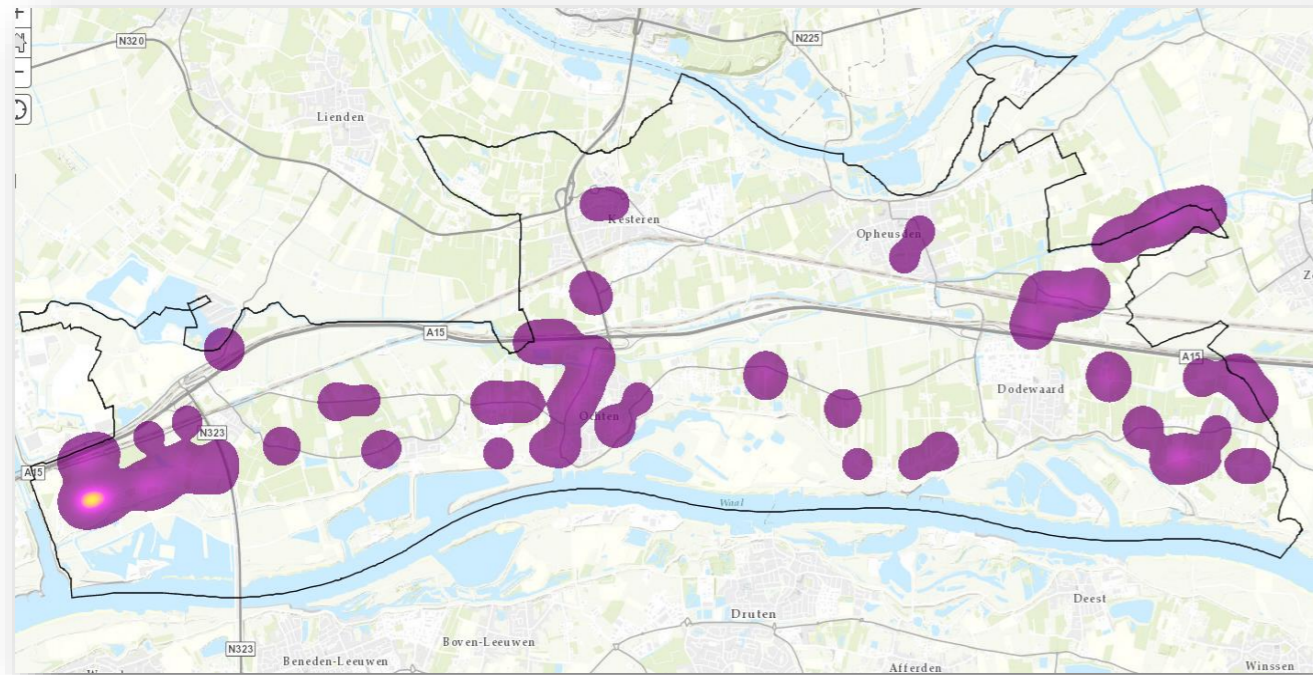 N320
N225
Lienden
Kesteren
Opheusden
A15
A15
Dodewaard
Ochten
N323
A15
Waal
Deest
Druten
Boven-Leeuwen
N323
Beneden-Leeuwen
Afferden
Winssen